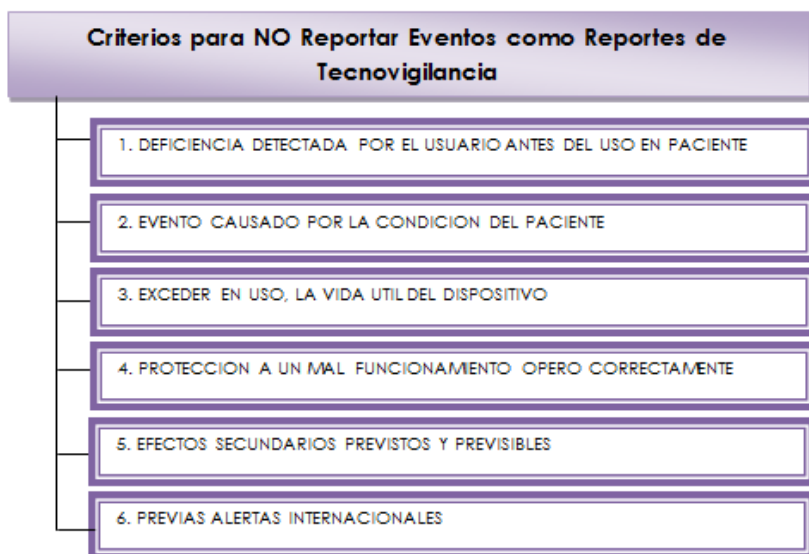 Criterios para NO Reportar Eventos como Reportes de
Tecnovigilancia
1. DEFICIENCIA DETECTADA POR EL USUARIO ANTES DEL USO EN PACIENTE
2. EVENTO CAUSADO POR LA CONDICION DEL PACIENTE
3. EXCEDER EN USO, LA VIDA UTIL DEL DISPOSITIVO
4. PROTECCION A UN MAL FUNCIONAMIENTO OPERO CORRECTAMENTE
5. EFECTOS SECUNDARIOS PREVISTOS Y PREVISIBLES
6. PREVIAS ALERTAS INTERNACIONALES